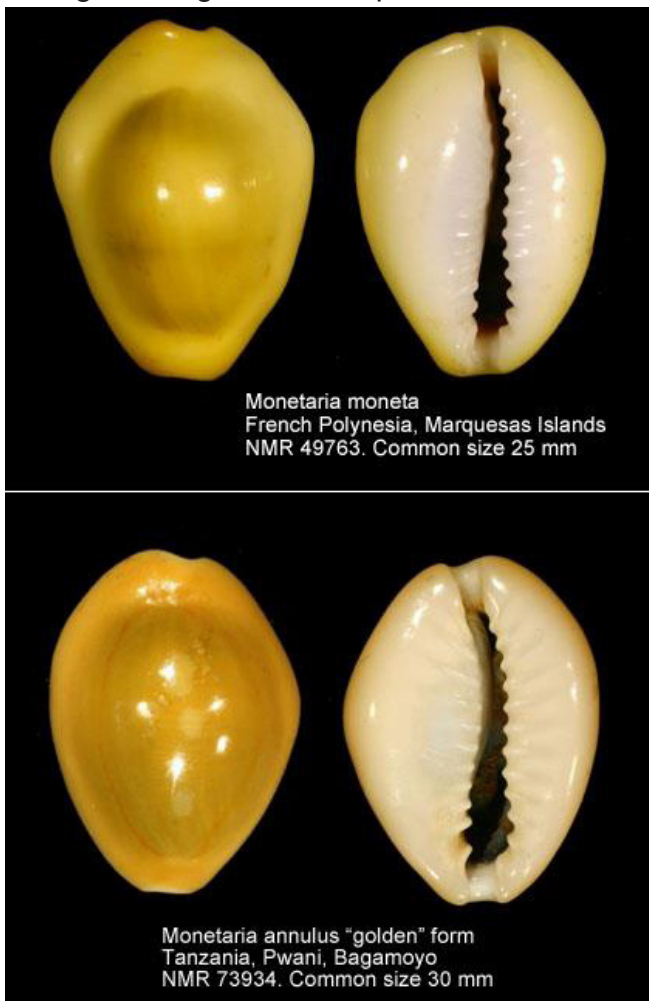 Monetaria moneta
French Polynesia, Marquesas Islands
NMR 49763. Common size 25 mm
Monetaria annulus “golden” form
Tanzania, Pwani, Bagamoyo
NMR 73934. Common size 30 mm